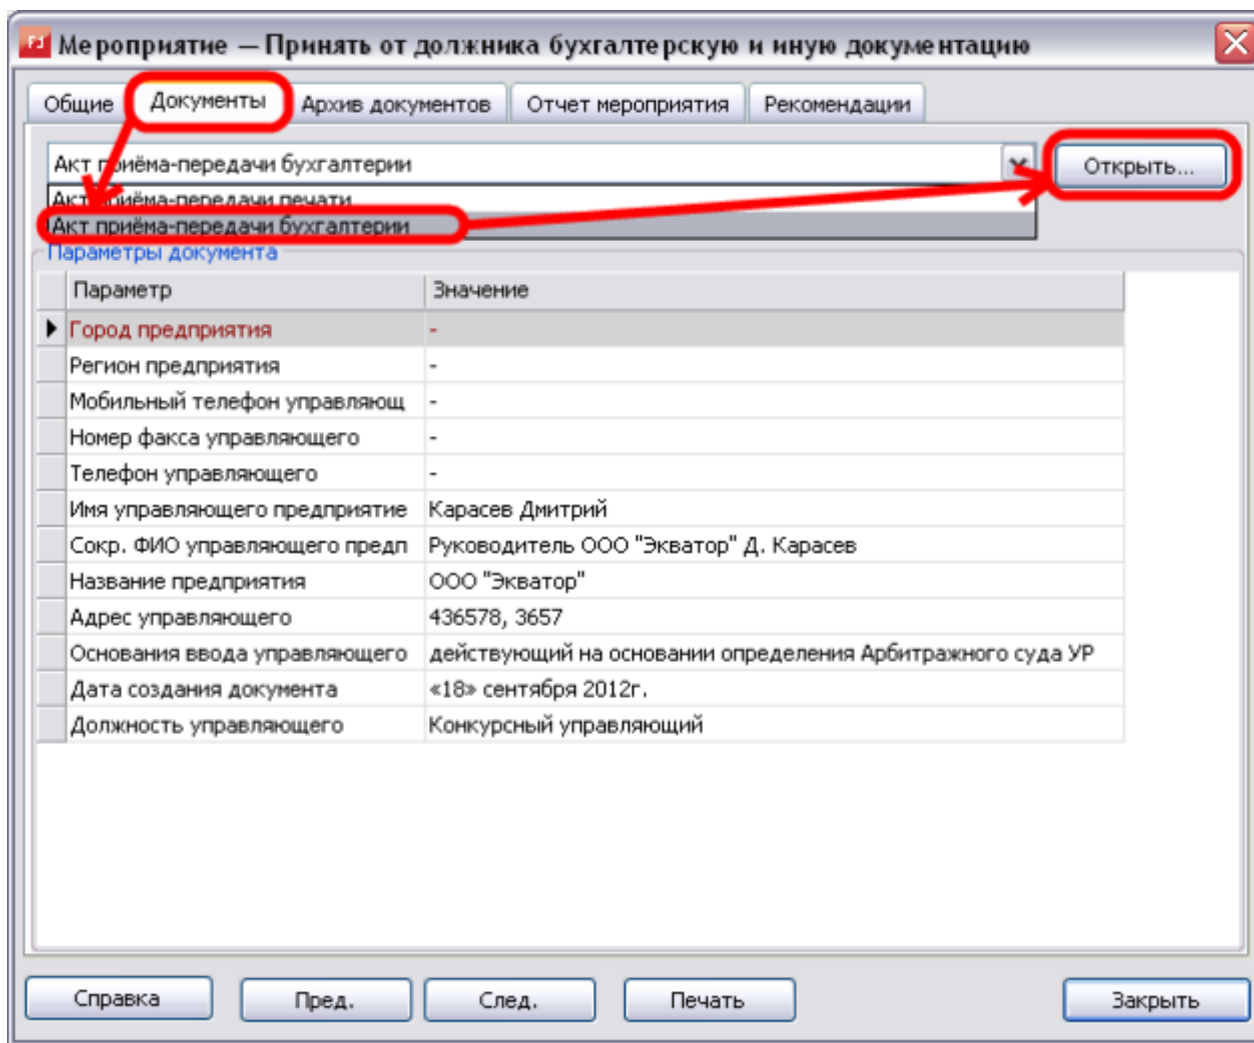 Мероприятие — Принять от должника бухгалтерскую и иную документацию
Общие Документы Архив документов Отчет мероприятия Рекомендации
Акт приёма-передачи бухгалтерии Открыть...
Акт приёма-передачи печати
Акт приёма-передачи бухгалтерии
Параметры документа
Параметр Значение
Город предприятия -
Регион предприятия -
Мобильный телефон управляющ -
Номер факса управляющего -
Телефон управляющего -
Имя управляющего предприятие Карасев Дмитрий
Сокр. ФИО управляющего предп Руководитель ООО "Экватор" Д. Карасев
Название предприятия ООО "Экватор"
Адрес управляющего 436578, 3657
Основания ввода управляющего действующий на основании определения Арбитражного суда УР
Дата создания документа «18» сентября 2012г.
Должность управляющего Конкурсный управляющий
Справка Пред. След. Печать Закрыть